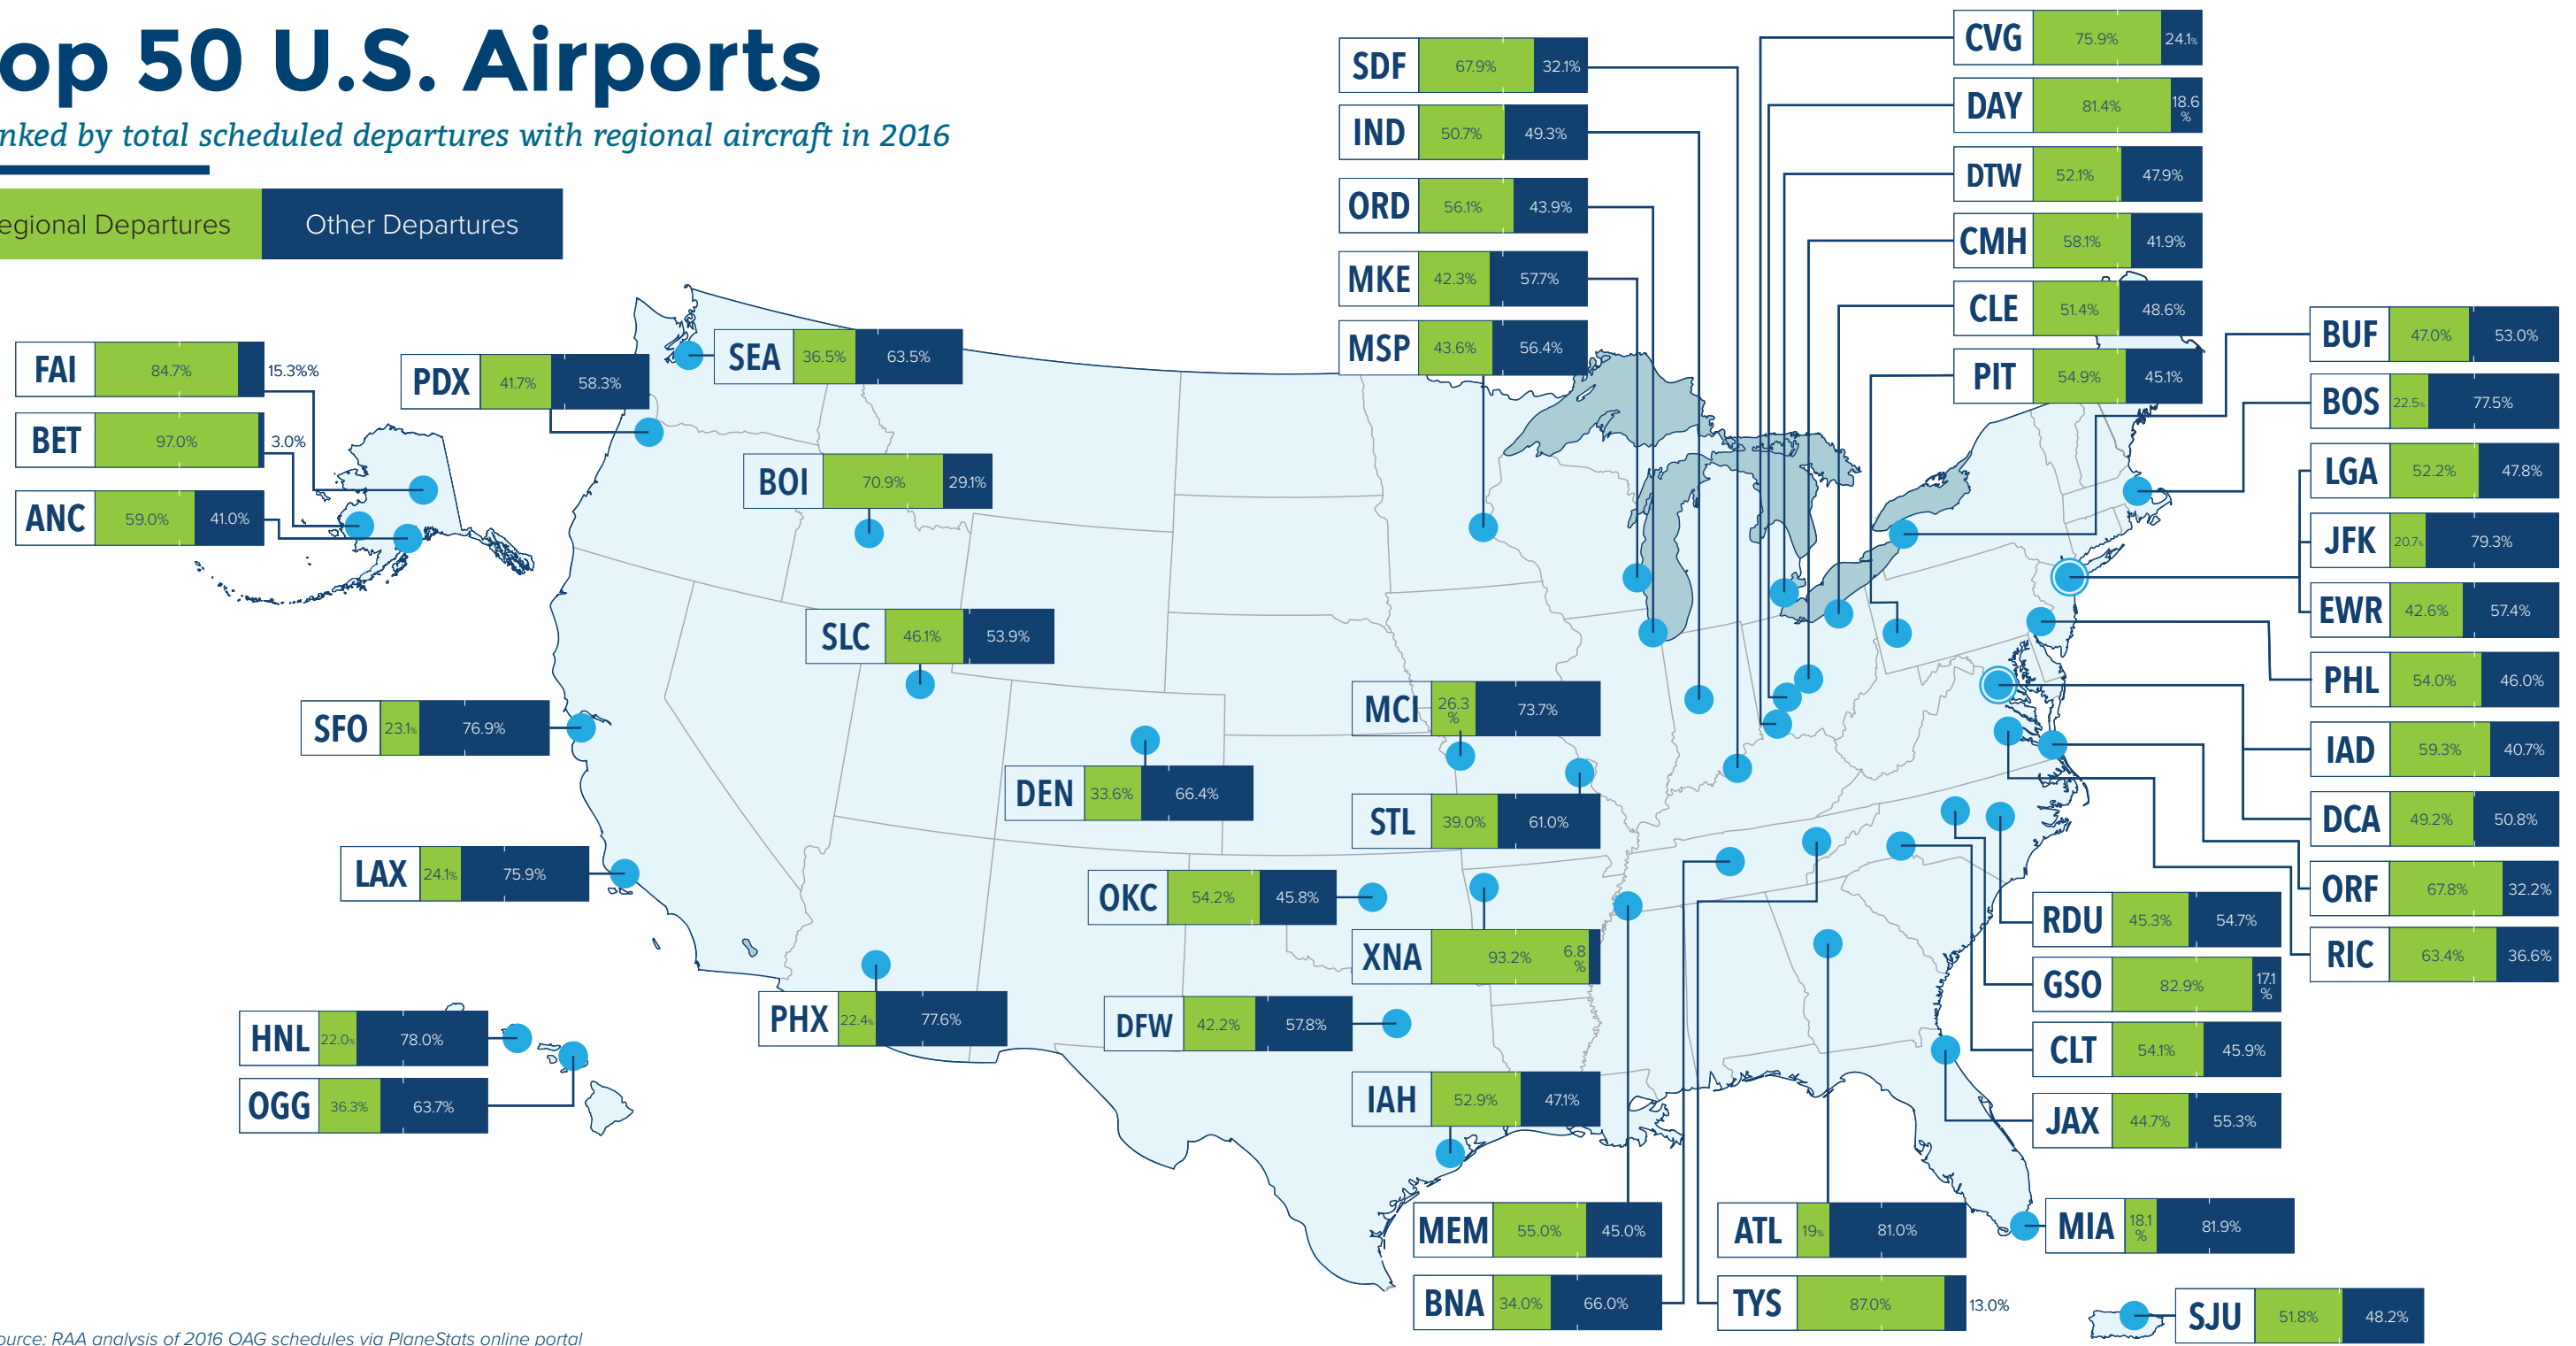 op 50 U.S. Airports
nked by total scheduled departures with regional aircraft in 2016
egional Departures Other Departures
FAI 84.7% 15.3%%
BET 97.0% 3.0%
ANC 59.0% 41.0%
PDX 41.7% 58.3%
SEA 36.5% 63.5%
BOI 70.9% 29.1%
SLC 46.1% 53.9%
SFO 23.1% 76.9%
LAX 24.1% 75.9%
DEN 33.6% 66.4%
PHX 22.4% 77.6%
HNL 22.0% 78.0%
OGG 36.3% 63.7%
SDF 67.9% 32.1%
IND 50.7% 49.3%
ORD 56.1% 43.9%
MKE 42.3% 57.7%
MSP 43.6% 56.4%
MCI 26.3 % 73.7%
STL 39.0% 61.0%
OKC 54.2% 45.8%
XNA 93.2% 6.8 %
DFW 42.2% 57.8%
IAH 52.9% 47.1%
MEM 55.0% 45.0%
BNA 34.0% 66.0%
ATL 19% 81.0%
TYS 87.0% 13.0%
CVG 75.9% 24.1%
DAY 81.4% 18.6 %
DTW 52.1% 47.9%
CMH 58.1% 41.9%
CLE 51.4% 48.6%
PIT 54.9% 45.1%
BUF 47.0% 53.0%
BOS 22.5% 77.5%
LGA 52.2% 47.8%
JFK 20.7% 79.3%
EWR 42.6% 57.4%
PHL 54.0% 46.0%
IAD 59.3% 40.7%
DCA 49.2% 50.8%
ORF 67.8% 32.2%
RIC 63.4% 36.6%
RDU 45.3% 54.7%
GSO 82.9% 17.1 %
CLT 54.1% 45.9%
JAX 44.7% 55.3%
MIA 18.1 % 81.9%
SJU 51.8% 48.2%
ource: RAA analysis of 2016 OAG schedules via PlaneStats online portal